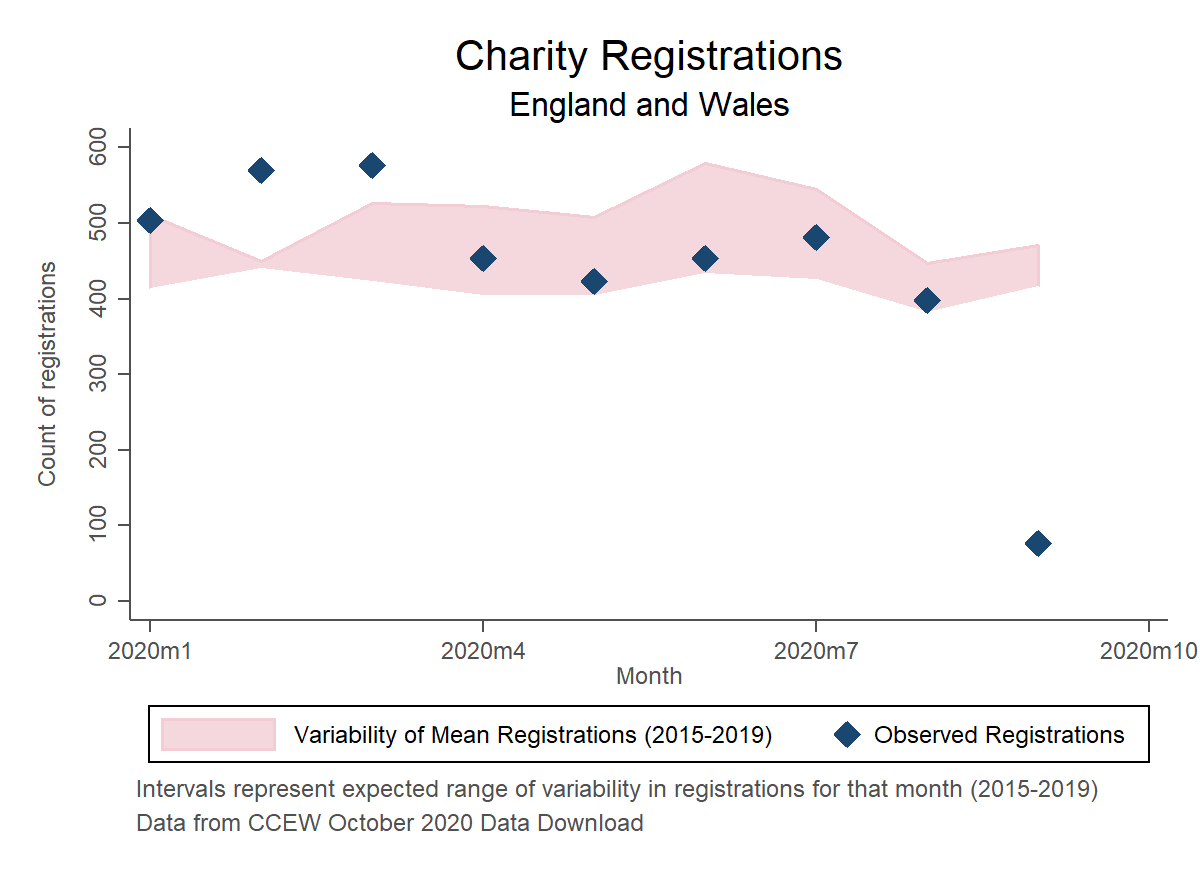 Charity Registrations
England and Wales
Count of registrations
600
500
400
300
200
100
0
2020m1 2020m4 2020m7 2020m10
Month
Variability of Mean Registrations (2015-2019) Observed Registrations
Intervals represent expected range of variability in registrations for that month (2015-2019)
Data from CCEW October 2020 Data Download